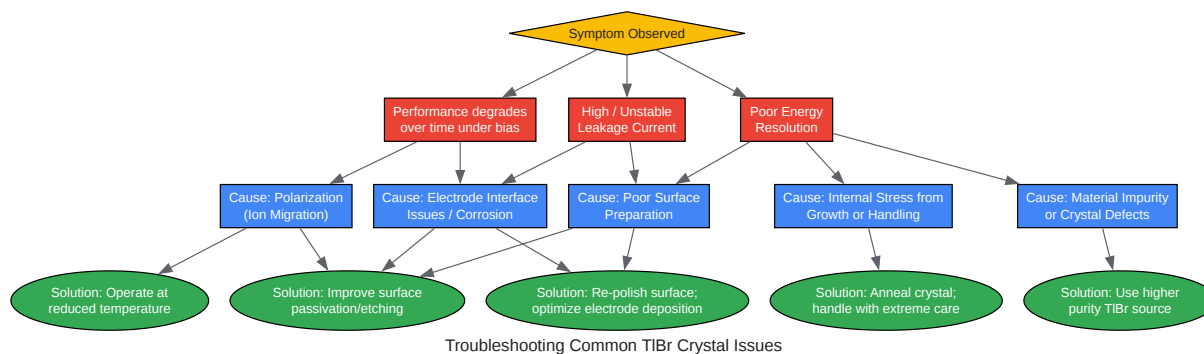 Symptom Observed
Performance degrades
over time under bias
High / Unstable
Leakage Current
Poor Energy
Resolution
Cause: Polarization
(Ion Migration)
Cause: Electrode Interface
Issues / Corrosion
Cause: Poor Surface
Preparation
Cause: Internal Stress from
Growth or Handling
Cause: Material Impurity
or Crystal Defects
Solution: Operate at
reduced temperature
Solution: Improve surface
passivation/etching
Solution: Re-polish surface;
optimize electrode deposition
Solution: Anneal crystal;
handle with extreme care
Solution: Use higher
purity TlBr source
Troubleshooting Common TlBr Crystal Issues